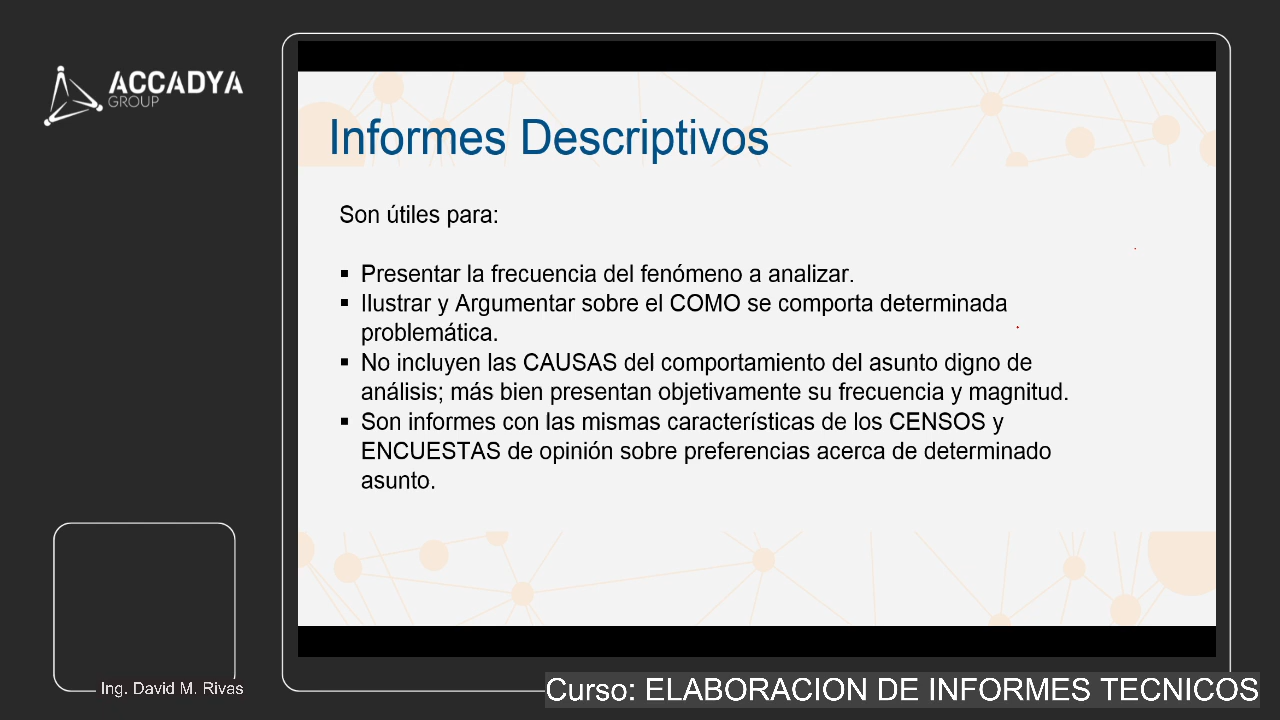 ACCADYA
GROUP
Informes Descriptivos
Son útiles para:
▪ Presentar la frecuencia del fenómeno a analizar.
▪ Ilustrar y Argumentar sobre el COMO se comporta determinada
problemática.
▪ No incluyen las CAUSAS del comportamiento del asunto digno de
análisis; más bien presentan objetivamente su frecuencia y magnitud.
▪ Son informes con las mismas características de los CENSOS y
ENCUESTAS de opinión sobre preferencias acerca de determinado
asunto.
Ing. David M. Rivas
Curso: ELABORACION DE INFORMES TECNICOS